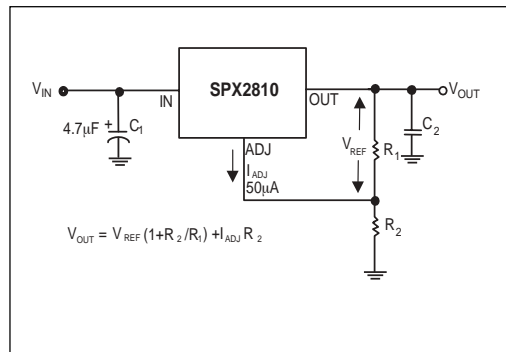 SPX2810
V_IN
IN
OUT
V_OUT
4.7µF + C_1
ADJ
I_ADJ
50µA
V_REF
R_1
C_2
R_2
V_OUT = V_REF (1+R_2/R_1) +I_ADJ R_2